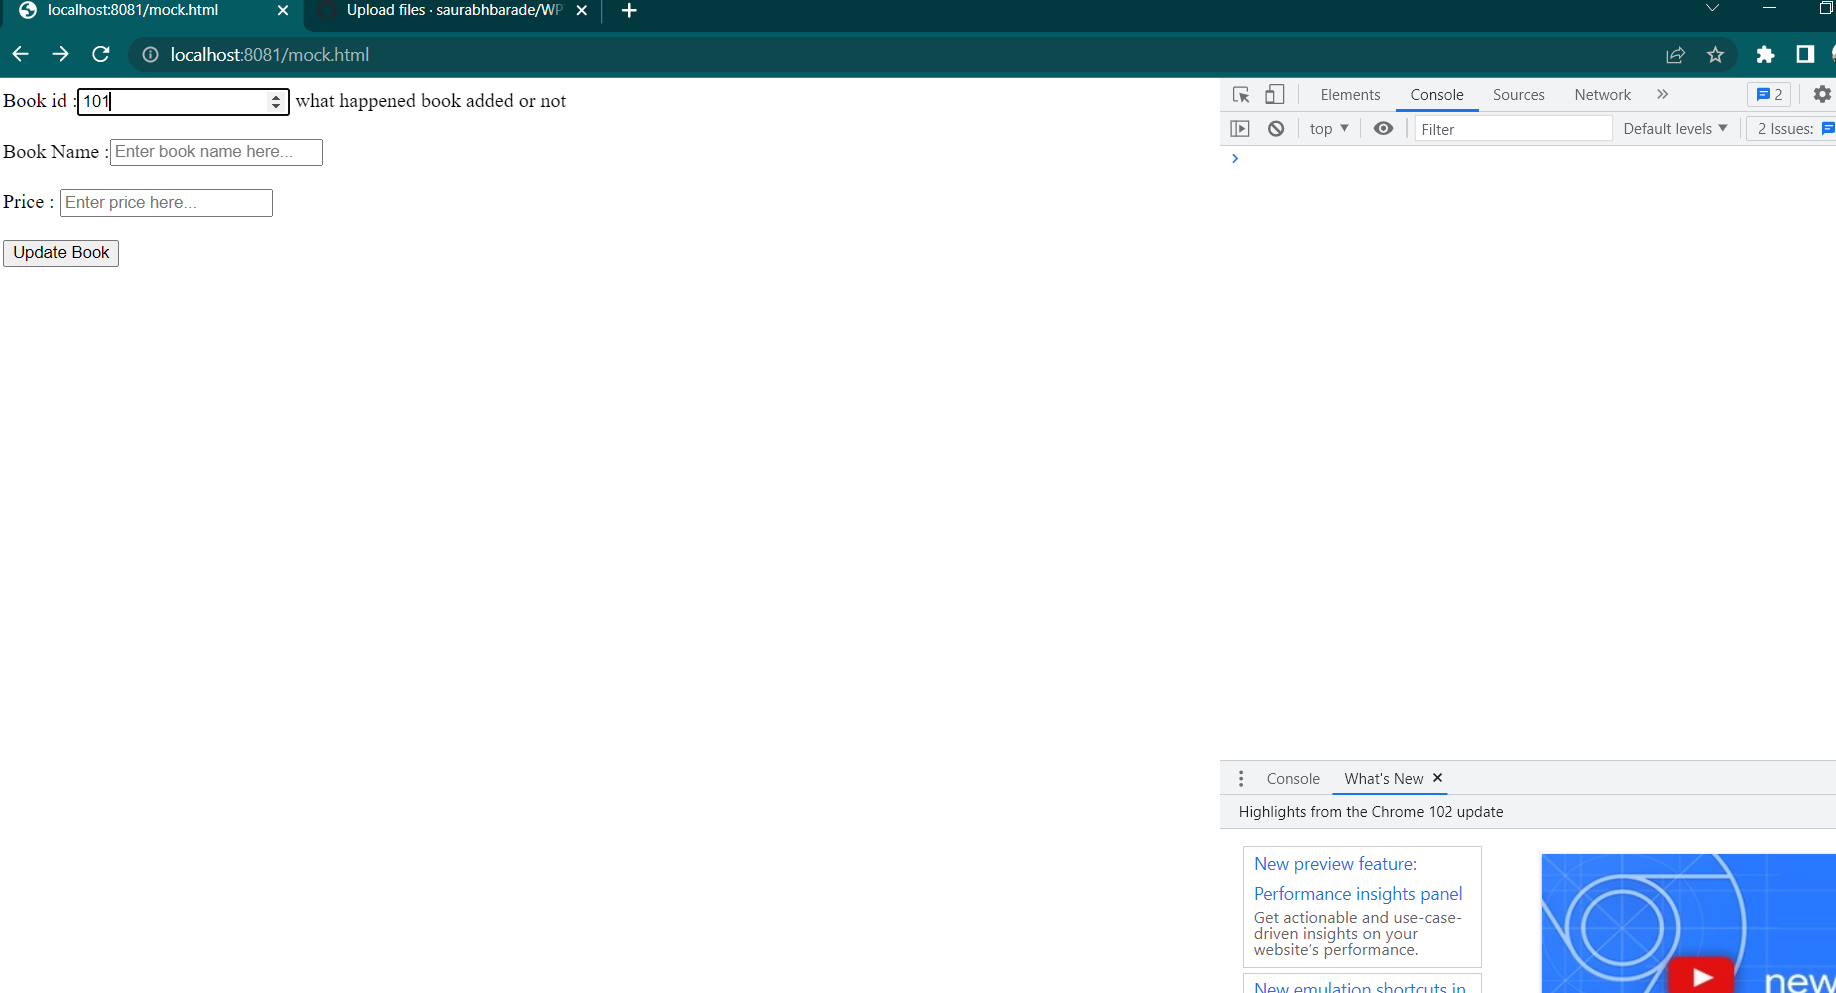 localhost:8081/mock.html
Upload files · saurabhbarade/WP
localhost:8081/mock.html
Book id : 101 what happened book added or not
Book Name : Enter book name here...
Price : Enter price here...
Update Book
Elements Console Sources Network 2
top Filter Default levels 2 Issues:
Console What's New
Highlights from the Chrome 102 update
New preview feature:
Performance insights panel
Get actionable and use-case-
driven insights on your
website's performance.
New emulation shortcuts in
new